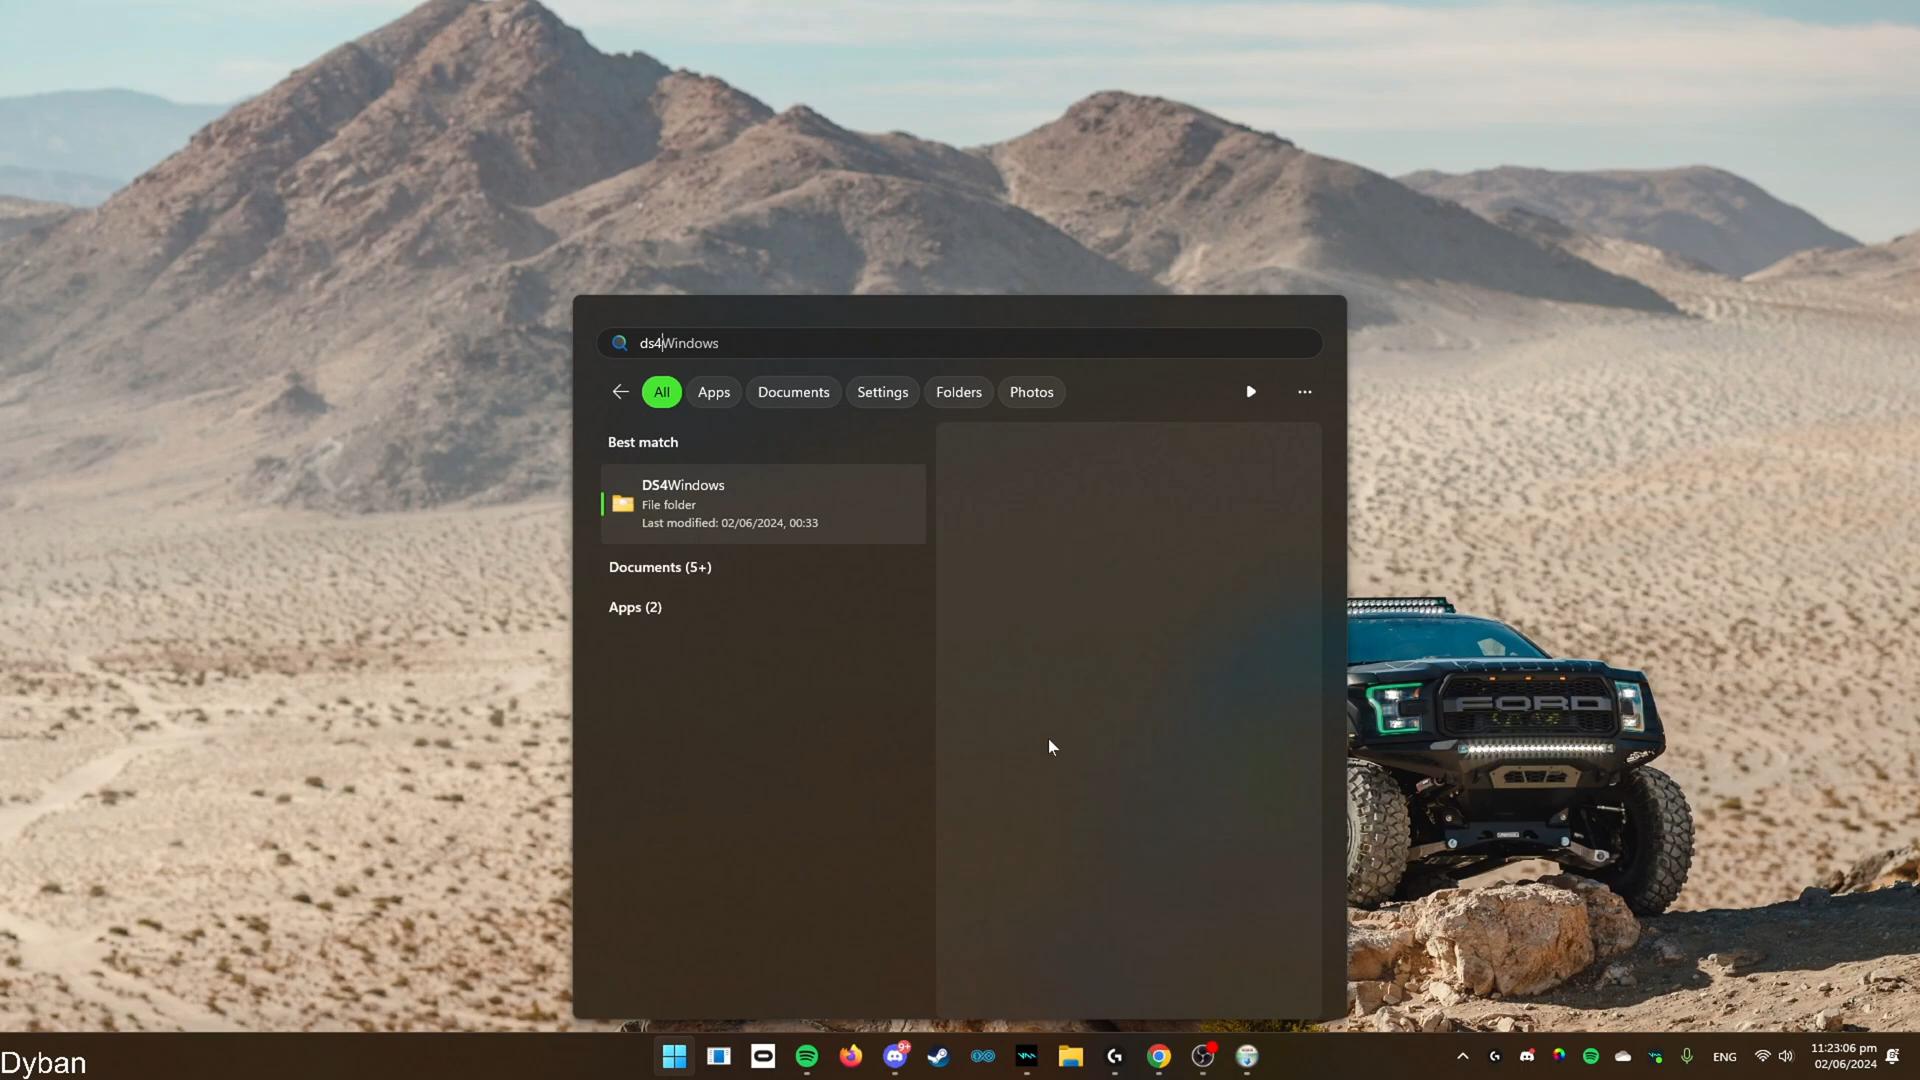 ds4Windows
All Apps Documents Settings Folders Photos
Best match
DS4Windows
File folder
Last modified: 02/06/2024, 00:33
Documents (5+)
Apps (2)
FORD
Dyban
9+
ENG
11:23:06 pm
02/06/2024